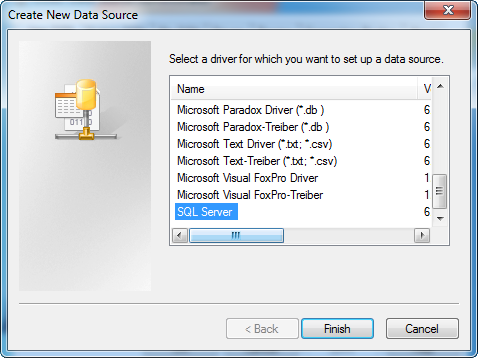 Create New Data Source
Select a driver for which you want to set up a data source.
Name V
Microsoft Paradox Driver (*.db ) 6
Microsoft Paradox-Treiber (*.db ) 6
Microsoft Text Driver (*.txt; *.csv) 6
Microsoft Text-Treiber (*.txt; *.csv) 6
Microsoft Visual FoxPro Driver 1
Microsoft Visual FoxPro-Treiber 1
SQL Server 6
0110
< Back Finish Cancel